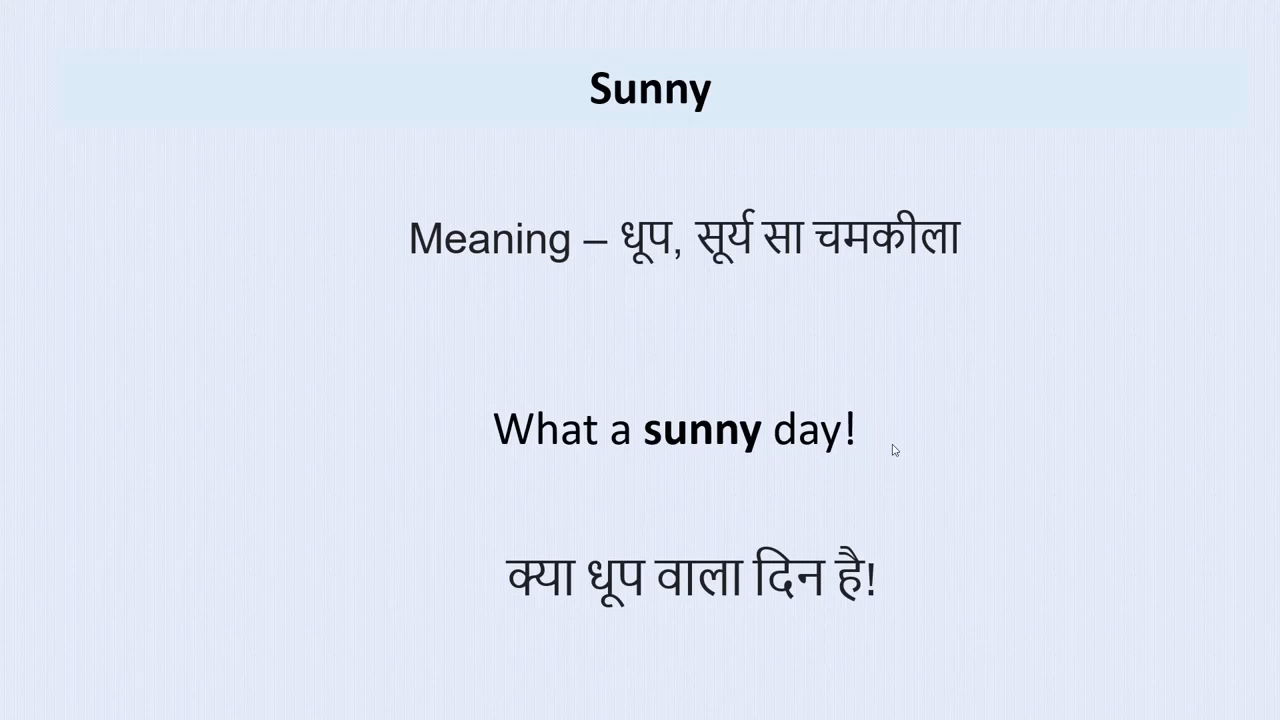 Sunny
Meaning – धूप, सूर्य सा चमकीला
What a sunny day!
क्या धूप वाला दिन है!